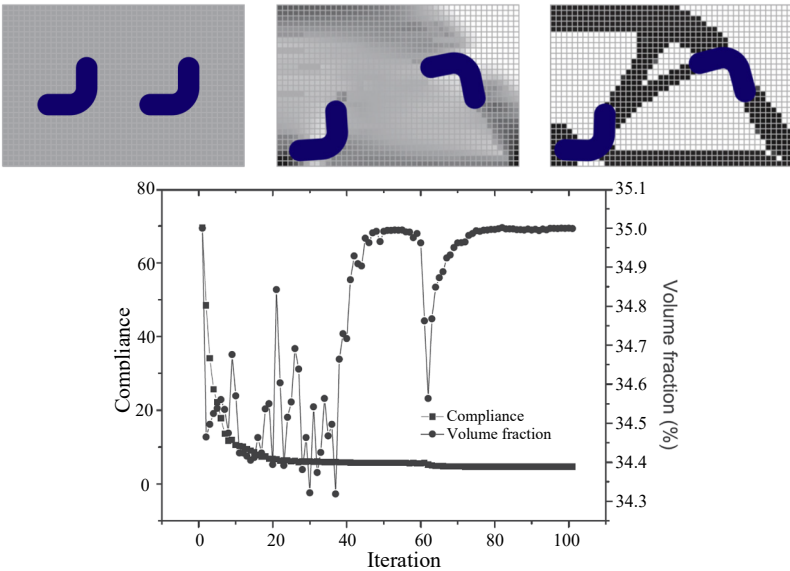 80
60
40
20
0
Compliance
35.1
35.0
34.9
34.8
34.7
34.6
34.5
34.4
34.3
Volume fraction (%)
Compliance
Volume fraction
0 20 40 60 80 100
Iteration